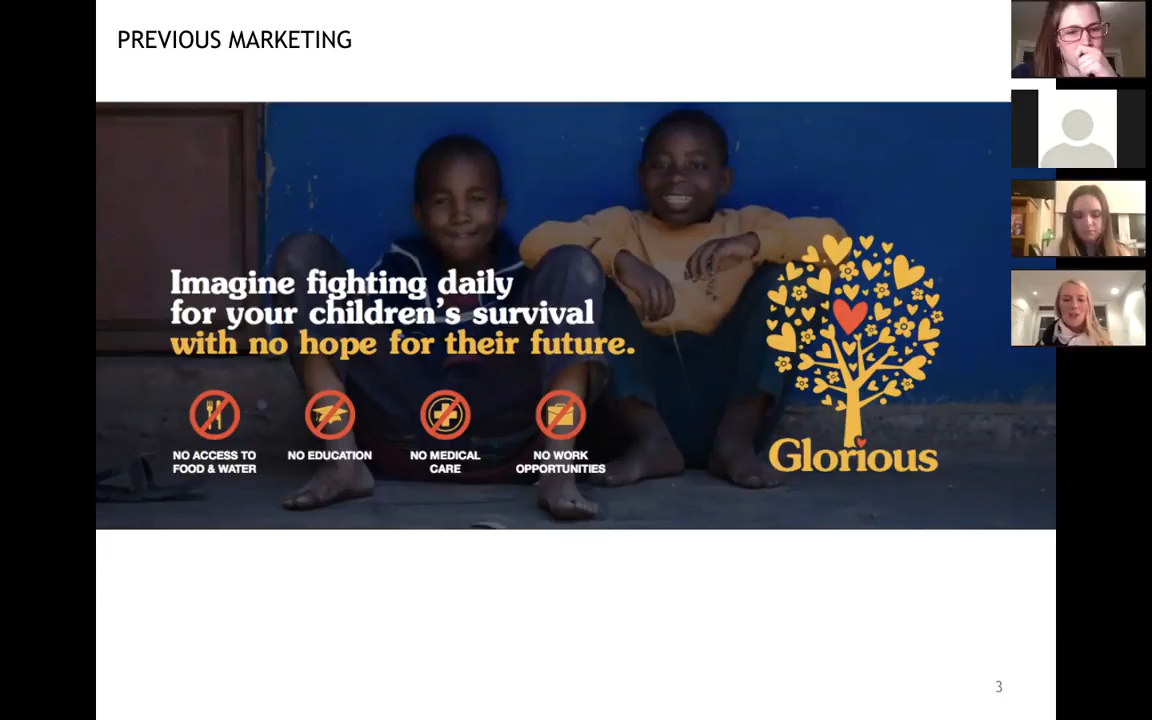 PREVIOUS MARKETING
Imagine fighting daily
for your children's survival
with no hope for their future.
NO ACCESS TO
FOOD & WATER
NO EDUCATION
NO MEDICAL
CARE
NO WORK
OPPORTUNITIES
Glorious
3